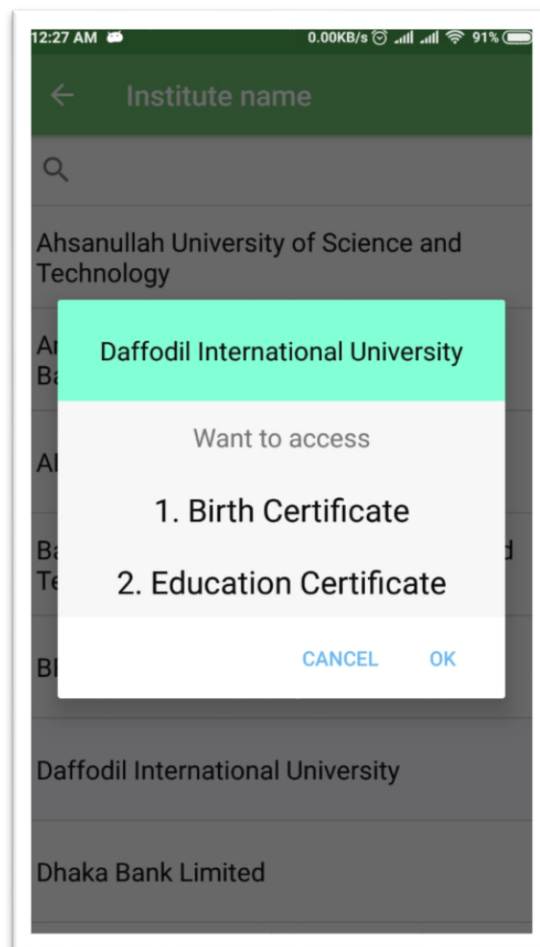 12:27 AM 0.00KB/s 91%
Institute name
Ahsanullah University of Science and
Technology
Daffodil International University
Want to access
1. Birth Certificate
2. Education Certificate
CANCEL OK
Daffodil International University
Dhaka Bank Limited